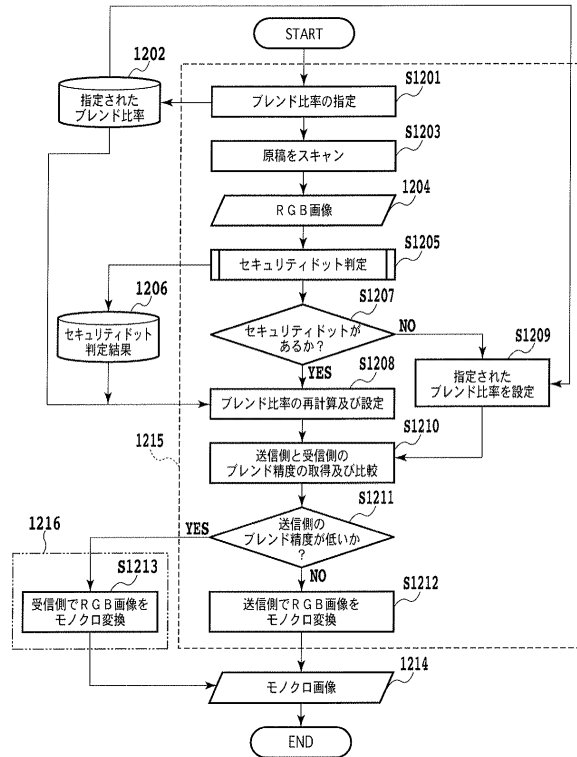 START
1202
指定された
ブレンド比率
S1201
ブレンド比率の指定
S1203
原稿をスキャン
1204
RGB画像
S1205
セキュリティドット判定
1206
セキュリティドット
判定結果
S1207
セキュリティドットが
あるか?
NO
YES
S1209
指定された
ブレンド比率を設定
S1208
ブレンド比率の再計算及び設定
S1210
送信側と受信側の
ブレンド精度の取得及び比較
1215
S1211
送信側の
ブレンド精度が低いか
?
YES
NO
1216
S1213
受信側でRGB画像を
モノクロ変換
S1212
送信側でRGB画像を
モノクロ変換
1214
モノクロ画像
END